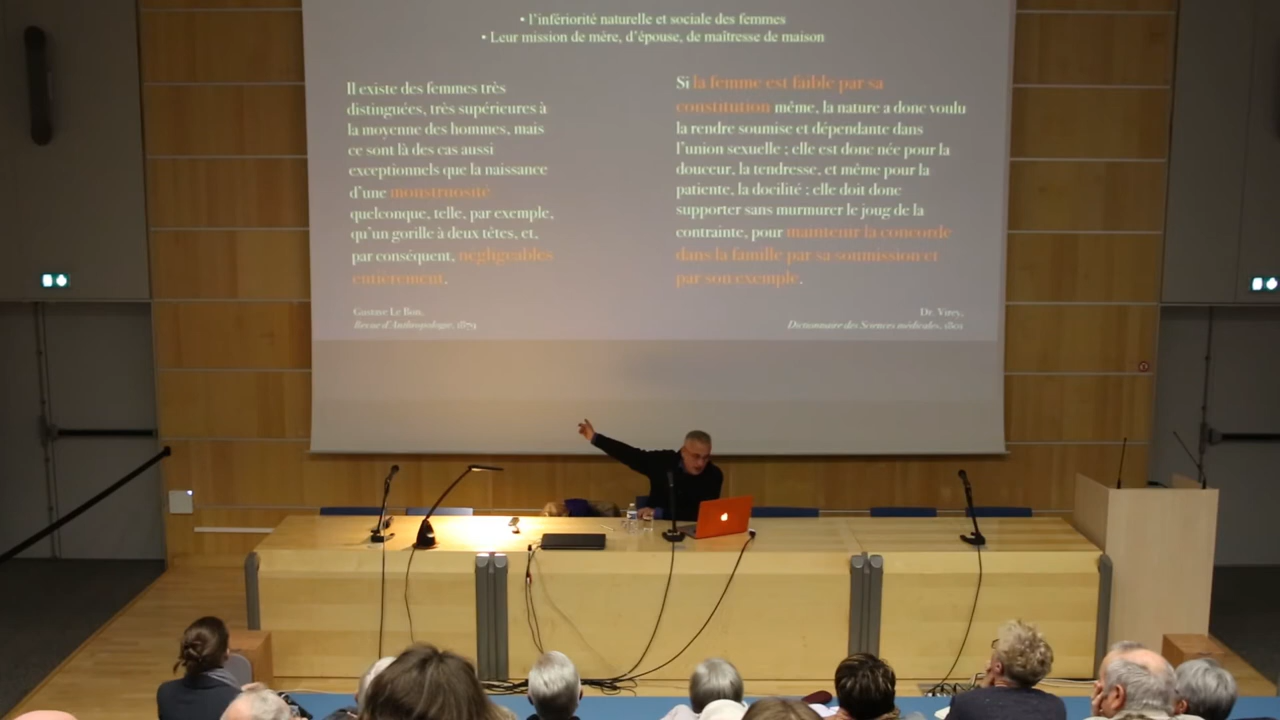 • l'infériorité naturelle et sociale des femmes
• Leur mission de mère, d'épouse, de maîtresse de maison
Il existe des femmes très
distinguées, très supérieures à
la moyenne des hommes, mais
ce sont là des cas aussi
exceptionnels que la naissance
d'une monstruosité
quelconque, telle, par exemple,
qu'un gorille à deux têtes, et,
par conséquent, négligeables
entièrement.
Gustave Le Bon,
Revue d'Anthropologie, 1879
Si la femme est faible par sa
constitution même, la nature a donc voulu
la rendre soumise et dépendante dans
l'union sexuelle ; elle est donc née pour la
douceur, la tendresse, et même pour la
patiente, la docilité ; elle doit donc
supporter sans murmurer le joug de la
contrainte, pour maintenir la concorde
dans la famille par sa soumission et
par son exemple.
Dr. Virey,
Dictionnaire des Sciences médicales,